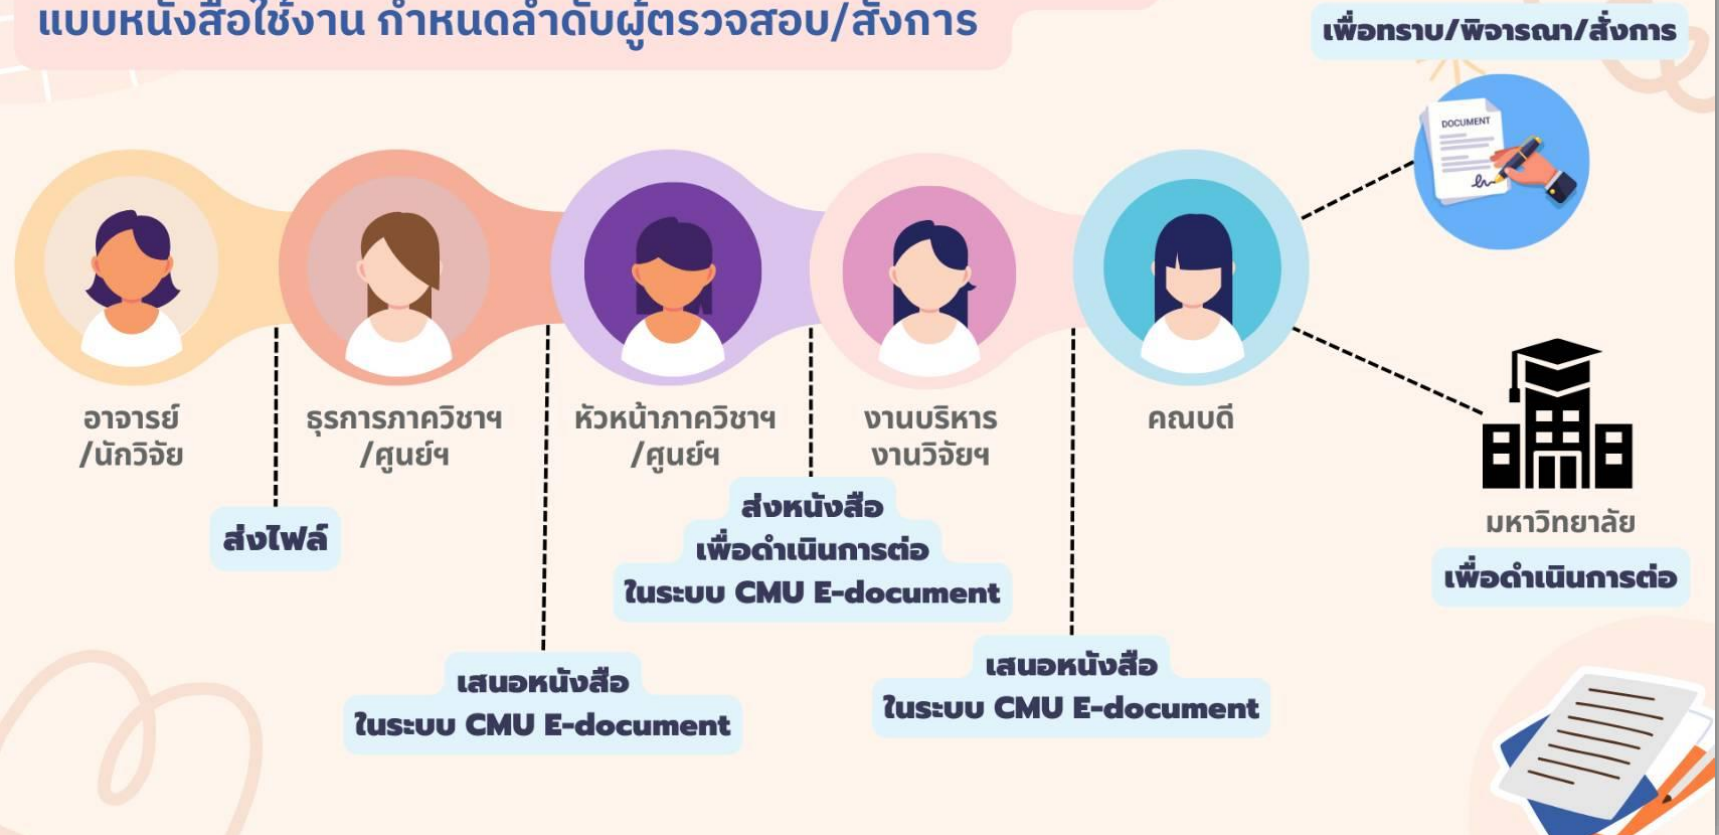 แบบหนังสือใช้งาน กำหนดลำดับผู้ตรวจสอบ/สั่งการ
เพื่อทราบ/พิจารณา/สั่งการ
DOCUMENT
อาจารย์
/นักวิจัย
ธุรการภาควิชาฯ
/ศูนย์ฯ
หัวหน้าภาควิชาฯ
/ศูนย์ฯ
งานบริหาร
งานวิจัยฯ
คณบดี
มหาวิทยาลัย
เพื่อดำเนินการต่อ
ส่งไฟล์
ส่งหนังสือ
เพื่อดำเนินการต่อ
ในระบบ CMU E-document
เสนอหนังสือ
ในระบบ CMU E-document
เสนอหนังสือ
ในระบบ CMU E-document